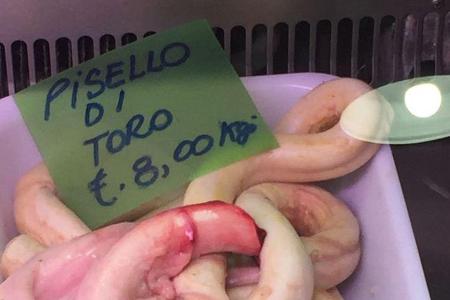 PiSELLO
DI
TORO
€. 8,00 Kg.